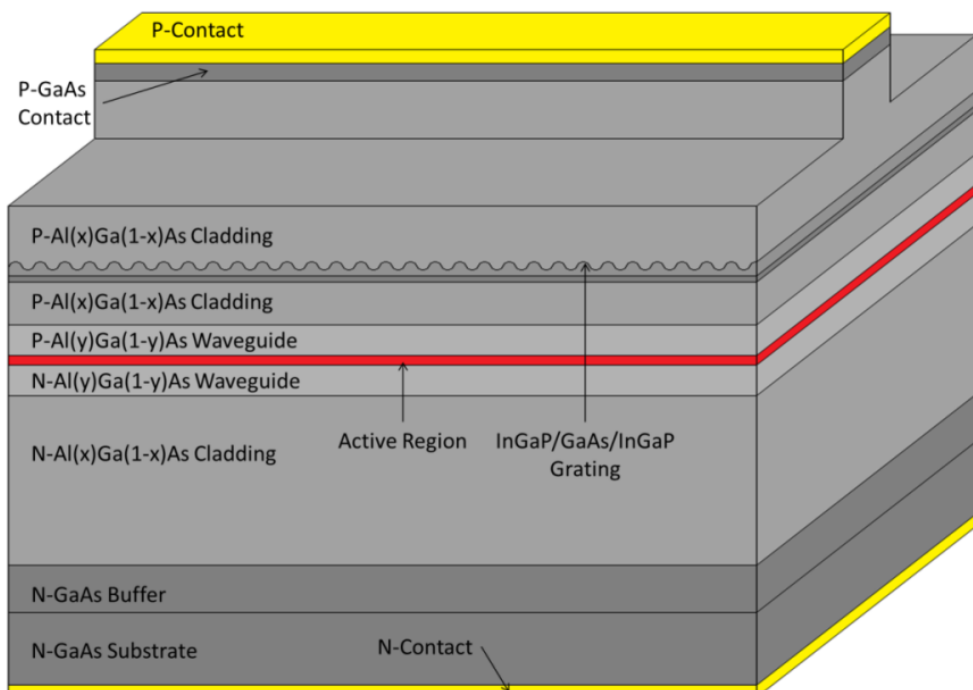 P-Contact
P-GaAs
Contact
P-Al(x)Ga(1-x)As Cladding
P-Al(x)Ga(1-x)As Cladding
P-Al(y)Ga(1-y)As Waveguide
N-Al(y)Ga(1-y)As Waveguide
Active Region
InGaP/GaAs/InGaP
Grating
N-Al(x)Ga(1-x)As Cladding
N-GaAs Buffer
N-GaAs Substrate
N-Contact